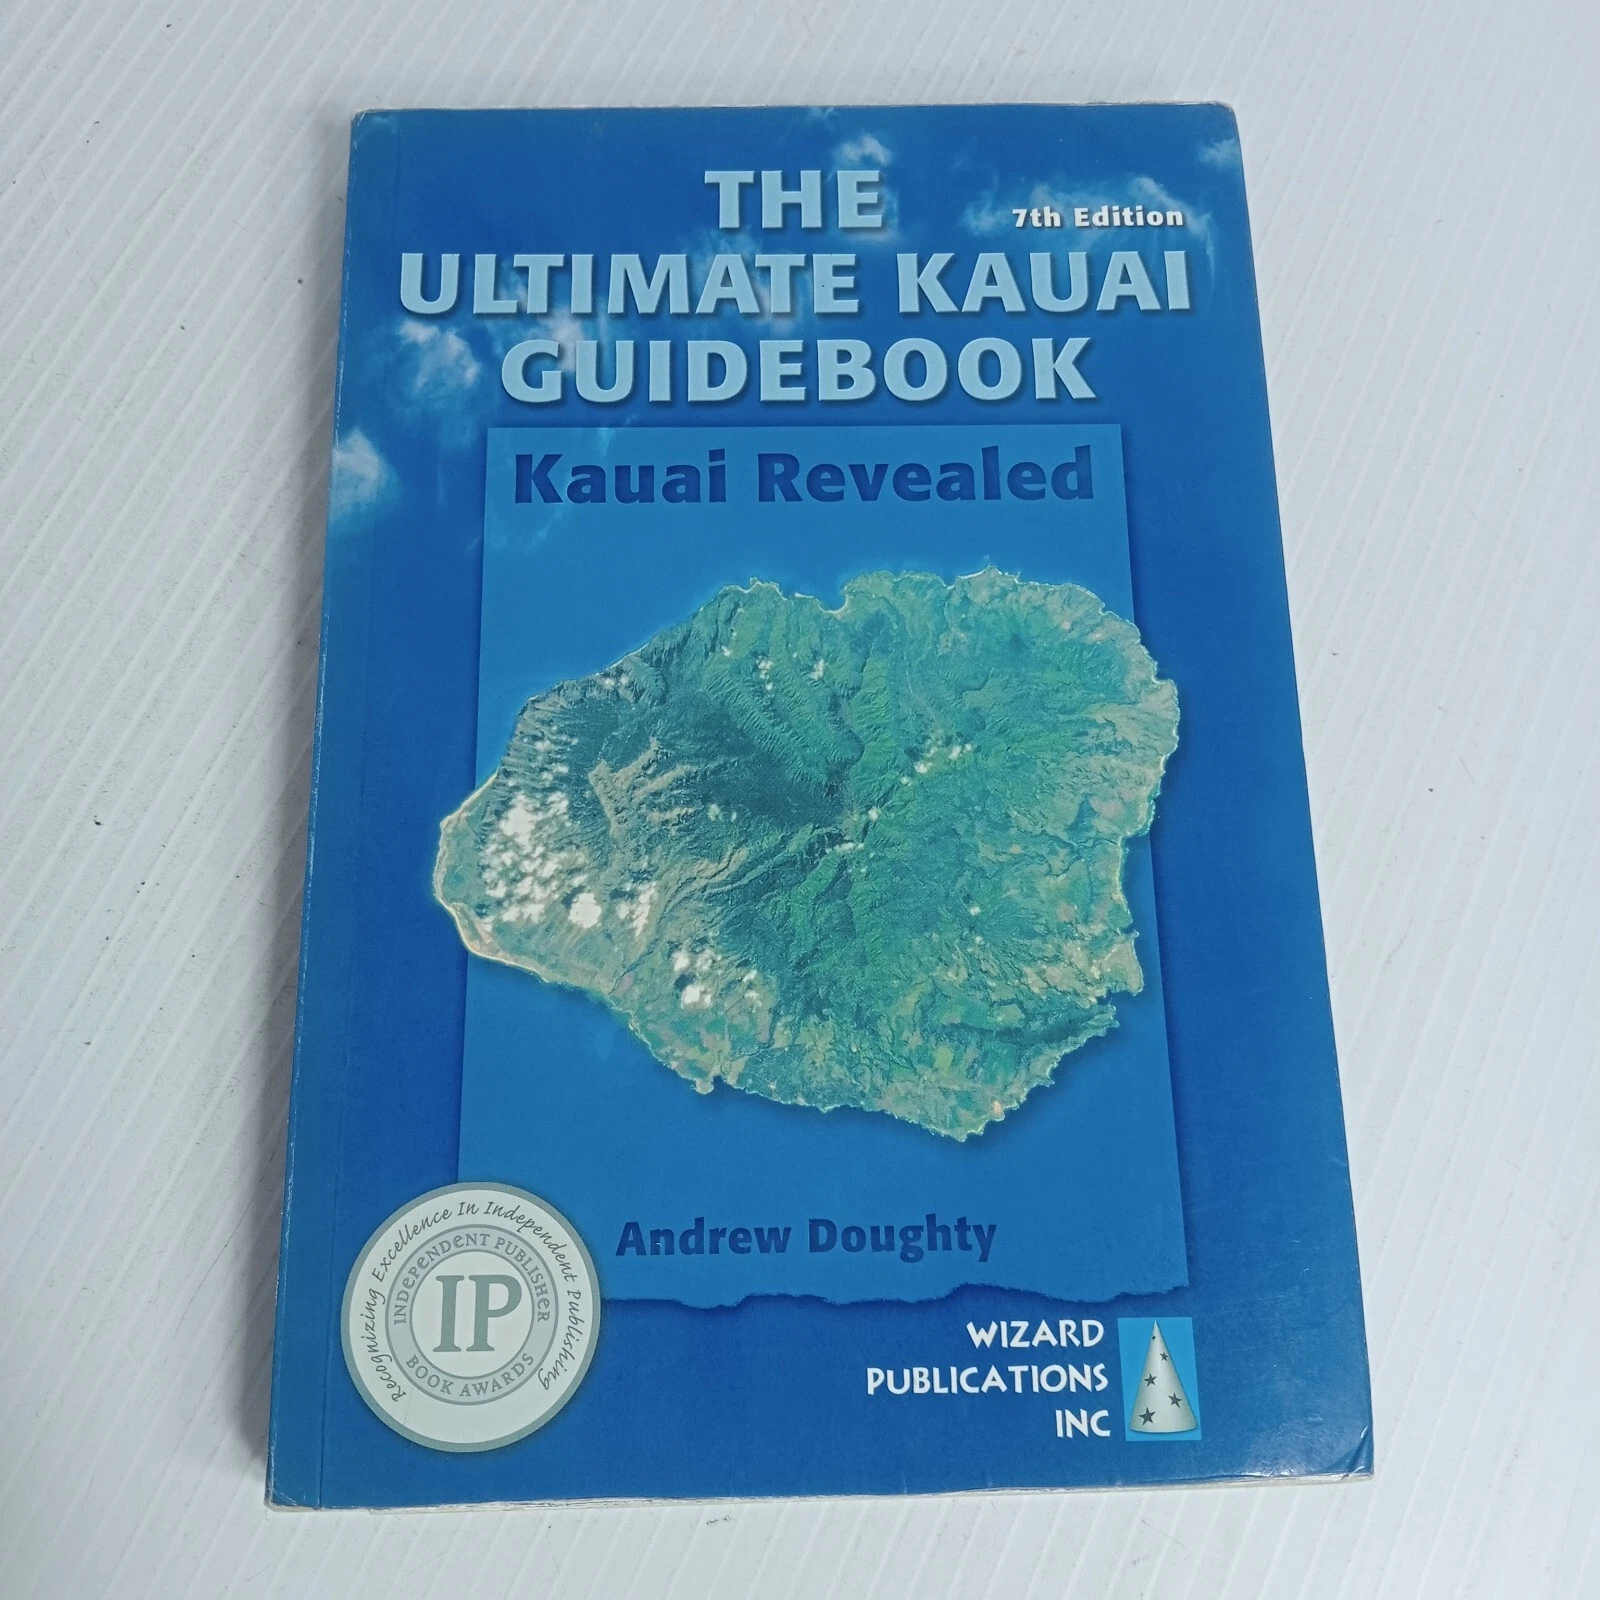 THE
7th Edition
ULTIMATE KAUAI
GUIDEBOOK
Kauai Revealed
Andrew Doughty
Recognizing Excellence In Independent Publishing
INDEPENDENT PUBLISHER
IP
BOOK AWARDS
WIZARD
PUBLICATIONS
INC